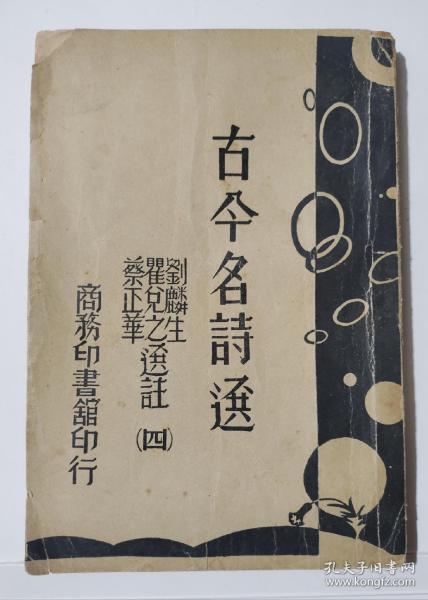 古今名詩選
劉麟生
瞿兌之選註(四)
蔡正華
商務印書館印行
孔夫子旧书网
www.kongfz.com